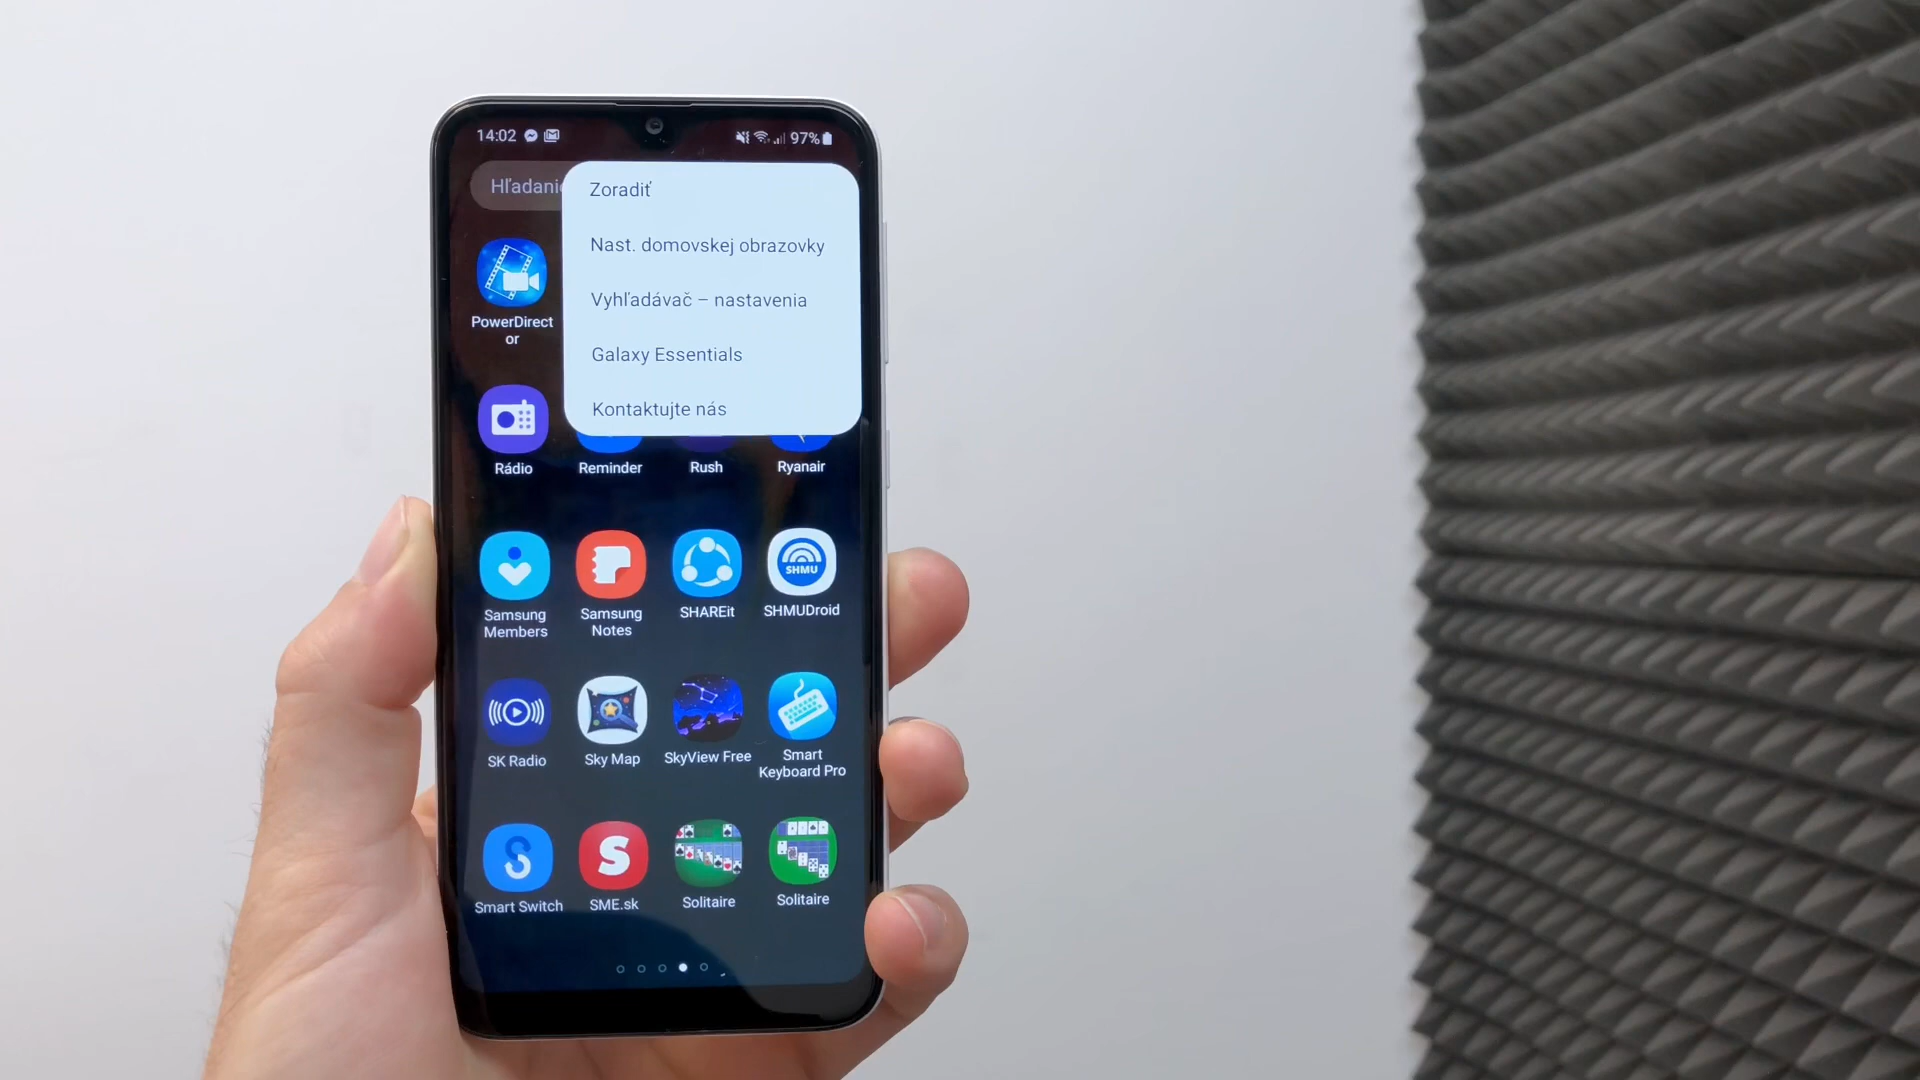 14:02
97%
Hľadanie
Zoradiť
Nast. domovskej obrazovky
Vyhľadávač – nastavenia
Galaxy Essentials
Kontaktujte nás
PowerDirect
or
Rádio
Reminder
Rush
Ryanair
SHMU
Samsung
Members
Samsung
Notes
SHAREit
SHMUDroid
SK Radio
Sky Map
SkyView Free
Smart
Keyboard Pro
S
Smart Switch
SME.sk
Solitaire
Solitaire